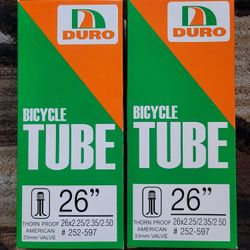 DURO
BICYCLE
TUBE
26”
THORN PROOF 26x2.25/2.35/2.50
AMERICAN # 252-597
33mm VALVE
DURO
BICYCLE
TUBE
26”
THORN PROOF 26x2.25/2.35/2.50
AMERICAN # 252-597
33mm VALVE